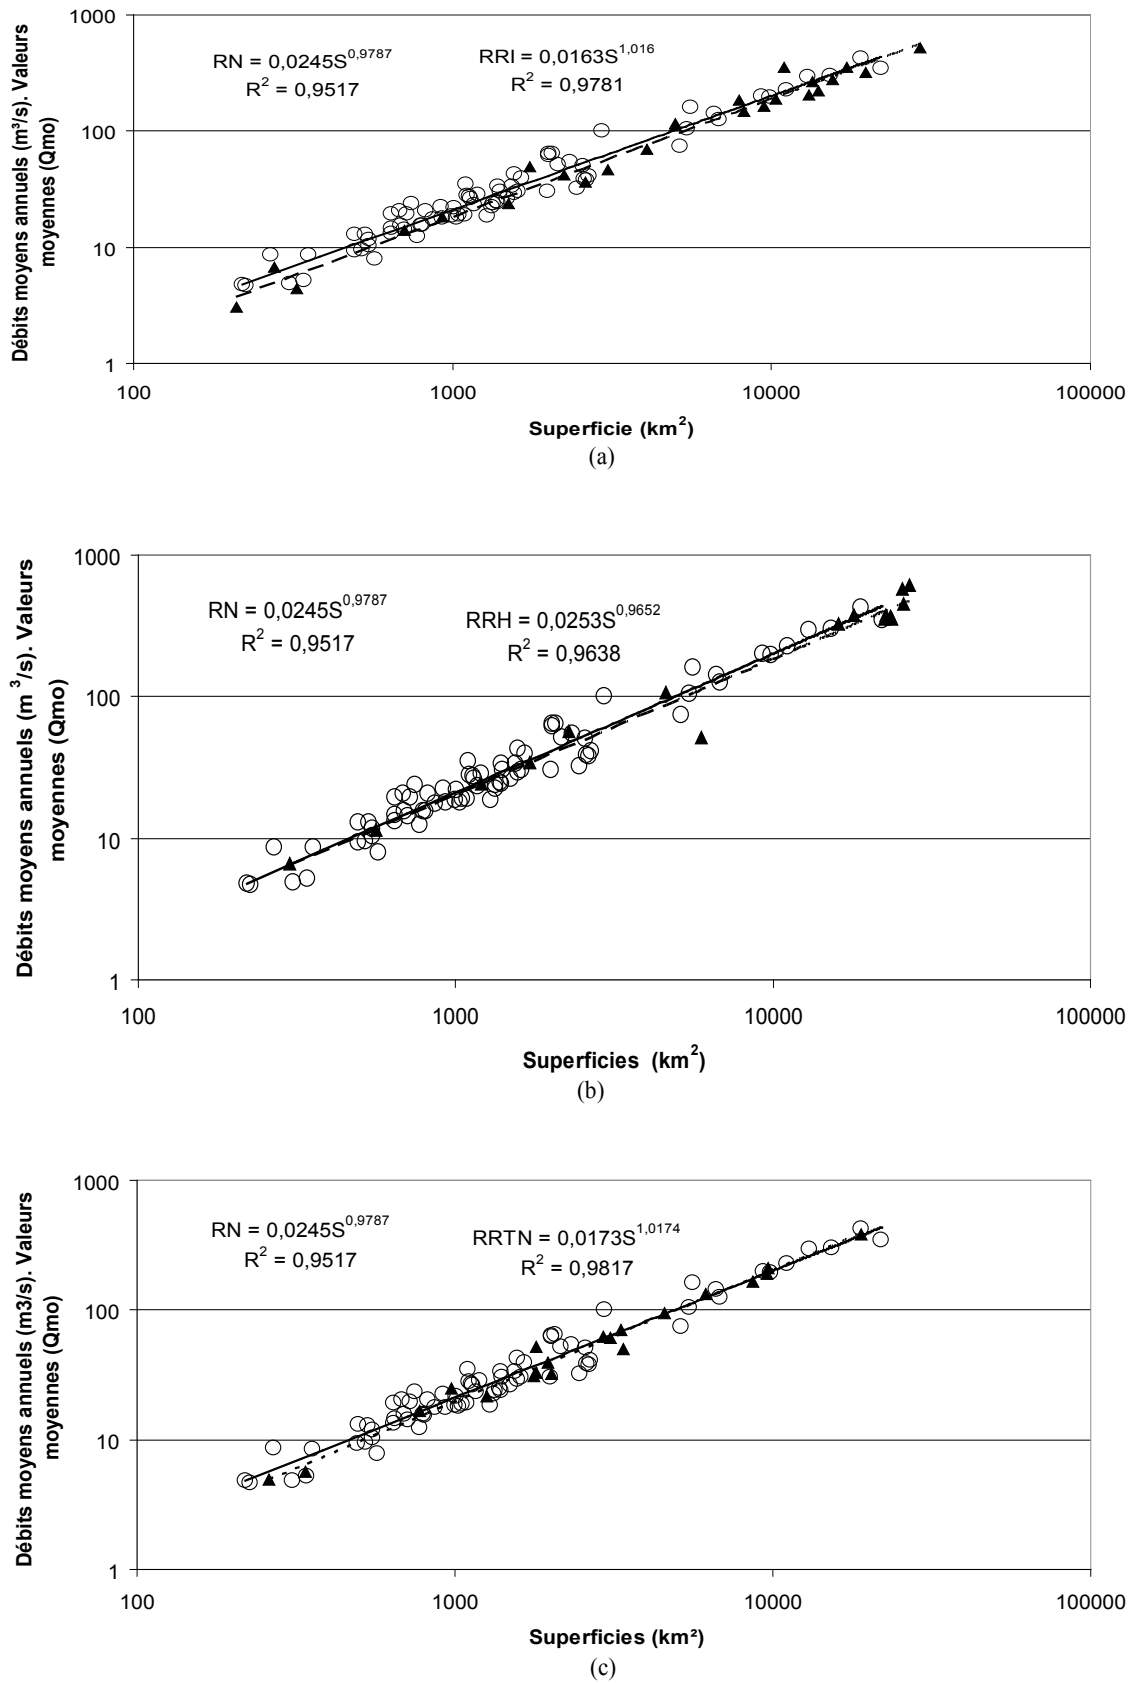 Débits moyens annuels (m³/s). Valeurs
moyennes (Qmo)
1000
100
10
1
RN = 0,0245S^0,9787
R² = 0,9517
RRI = 0,0163S^1,016
R² = 0,9781
100
1000
10000
100000
Superficie (km²)
(a)
Débits moyens annuels (m³/s). Valeurs
moyennes (Qmo)
1000
100
10
1
RN = 0,0245S^0,9787
R² = 0,9517
RRH = 0,0253S^0,9652
R² = 0,9638
100
1000
10000
100000
Superficies (km²)
(b)
Débits moyens annuels (m3/s). Valeurs
moyennes (Qmo)
1000
100
10
1
RN = 0,0245S^0,9787
R² = 0,9517
RRTN = 0,0173S^1,0174
R² = 0,9817
100
1000
10000
100000
Superficies (km²)
(c)